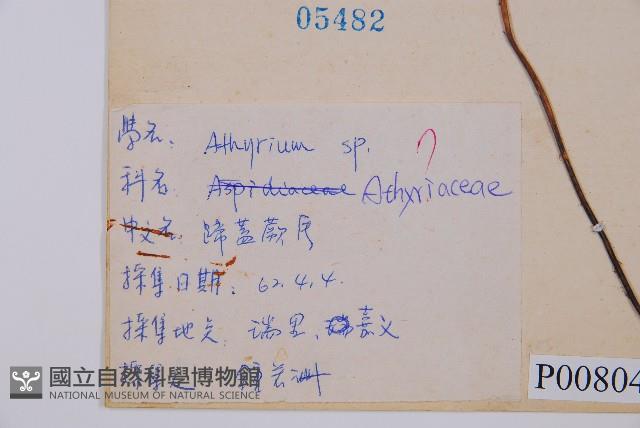 05482
學名: Athyrium sp. ?
科名: Aspidiaceae Athyriaceae
中文名: 蹄蓋蕨屬
採集日期: 62.4.4.
採集地點: 瑞里、嘉义
國立自然科學博物館
NATIONAL MUSEUM OF NATURAL SCIENCE
P00804